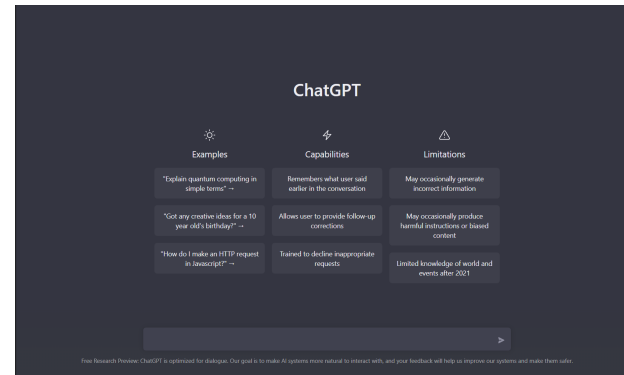 ChatGPT
Examples
Capabilities
Limitations
"Explain quantum computing in
simple terms" →
Remembers what user said
earlier in the conversation
May occasionally generate
incorrect information
"Got any creative ideas for a 10
year old's birthday?" →
Allows user to provide follow-up
corrections
May occasionally produce
harmful instructions or biased
content
"How do I make an HTTP request
in Javascript?" →
Trained to decline inappropriate
requests
Limited knowledge of world and
events after 2021
Free Research Preview: ChatGPT is optimized for dialogue. Our goal is to make AI systems more natural to interact with, and your feedback will help us improve our systems and make them safer.